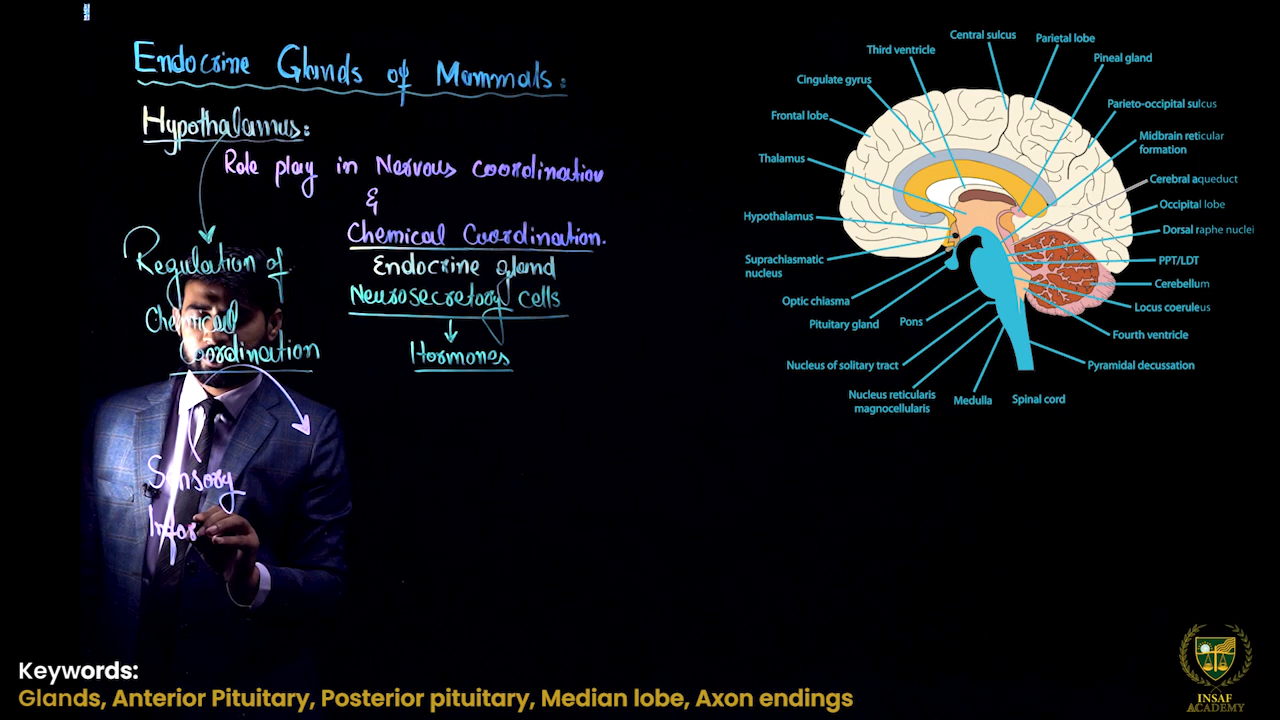 Endocrine Glands of Mammals:
Hypothalamus:
Role play in Nervous coordination
&
Chemical Coordination.
Endocrine gland
Neurosecretory cells
Hormones
Regulation of
Chemical
Coordination
Sensory
Infor
Central sulcus
Parietal lobe
Third ventricle
Pineal gland
Cingulate gyrus
Parieto-occipital sulcus
Frontal lobe
Midbrain reticular
formation
Thalamus
Cerebral aqueduct
Occipital lobe
Hypothalamus
Dorsal raphe nuclei
Suprachiasmatic
nucleus
PPT/LDT
Cerebellum
Optic chiasma
Locus coeruleus
Pituitary gland
Pons
Fourth ventricle
Nucleus of solitary tract
Pyramidal decussation
Nucleus reticularis
magnocellularis
Medulla
Spinal cord
Keywords:
Glands, Anterior Pituitary, Posterior pituitary, Median lobe, Axon endings
INSAF
ACADEMY